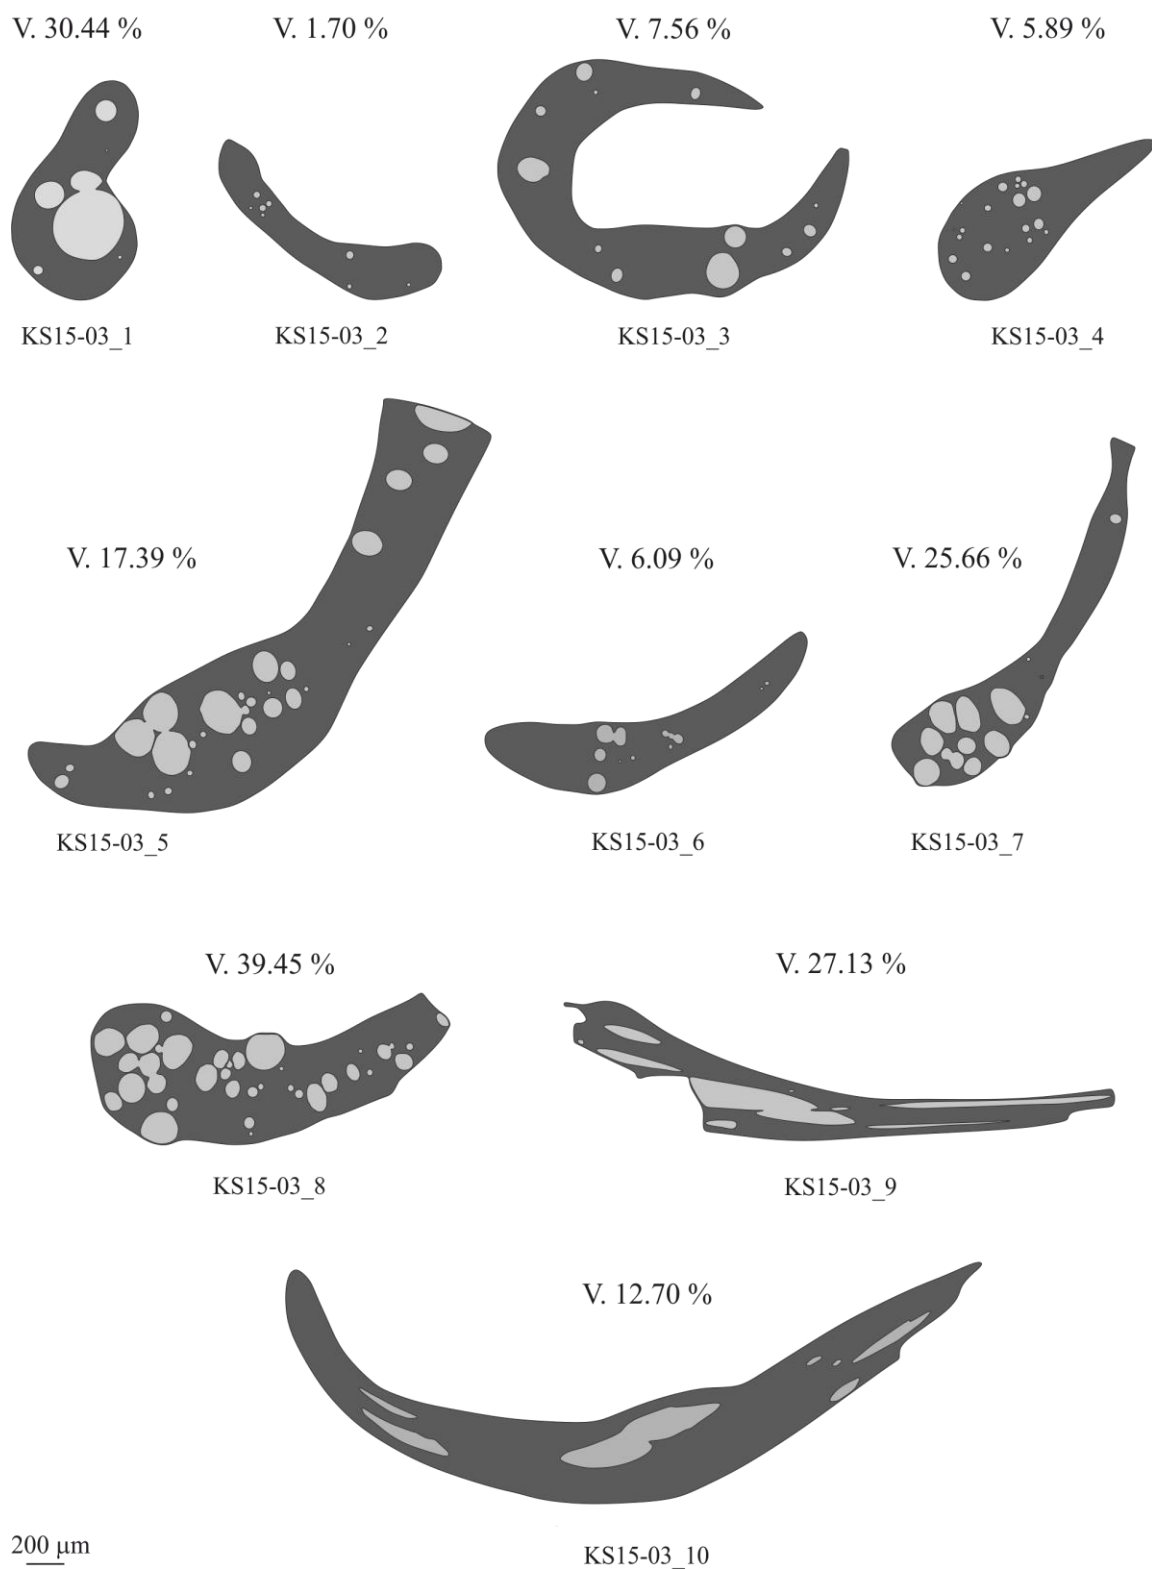 V. 30.44 %
V. 1.70 %
V. 7.56 %
V. 5.89 %
KS15-03_1
KS15-03_2
KS15-03_3
KS15-03_4
V. 17.39 %
V. 6.09 %
V. 25.66 %
KS15-03_5
KS15-03_6
KS15-03_7
V. 39.45 %
V. 27.13 %
KS15-03_8
KS15-03_9
V. 12.70 %
200 μm
KS15-03_10